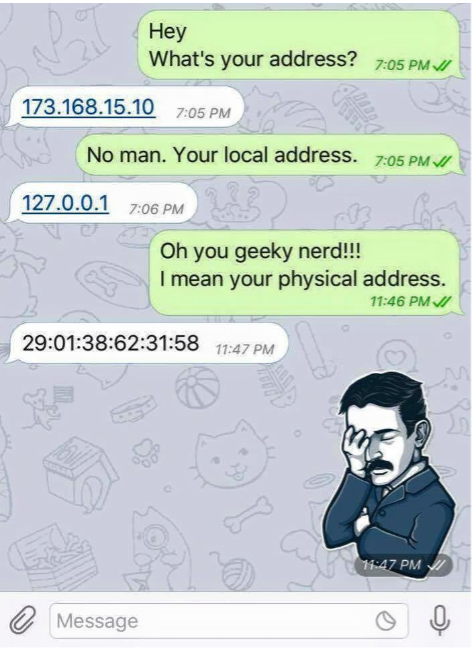 Hey
What's your address? 7:05 PM
173.168.15.10 7:05 PM
No man. Your local address. 7:05 PM
127.0.0.1 7:06 PM
Oh you geeky nerd!!!
I mean your physical address.
11:46 PM
29:01:38:62:31:58 11:47 PM
11:47 PM
Message